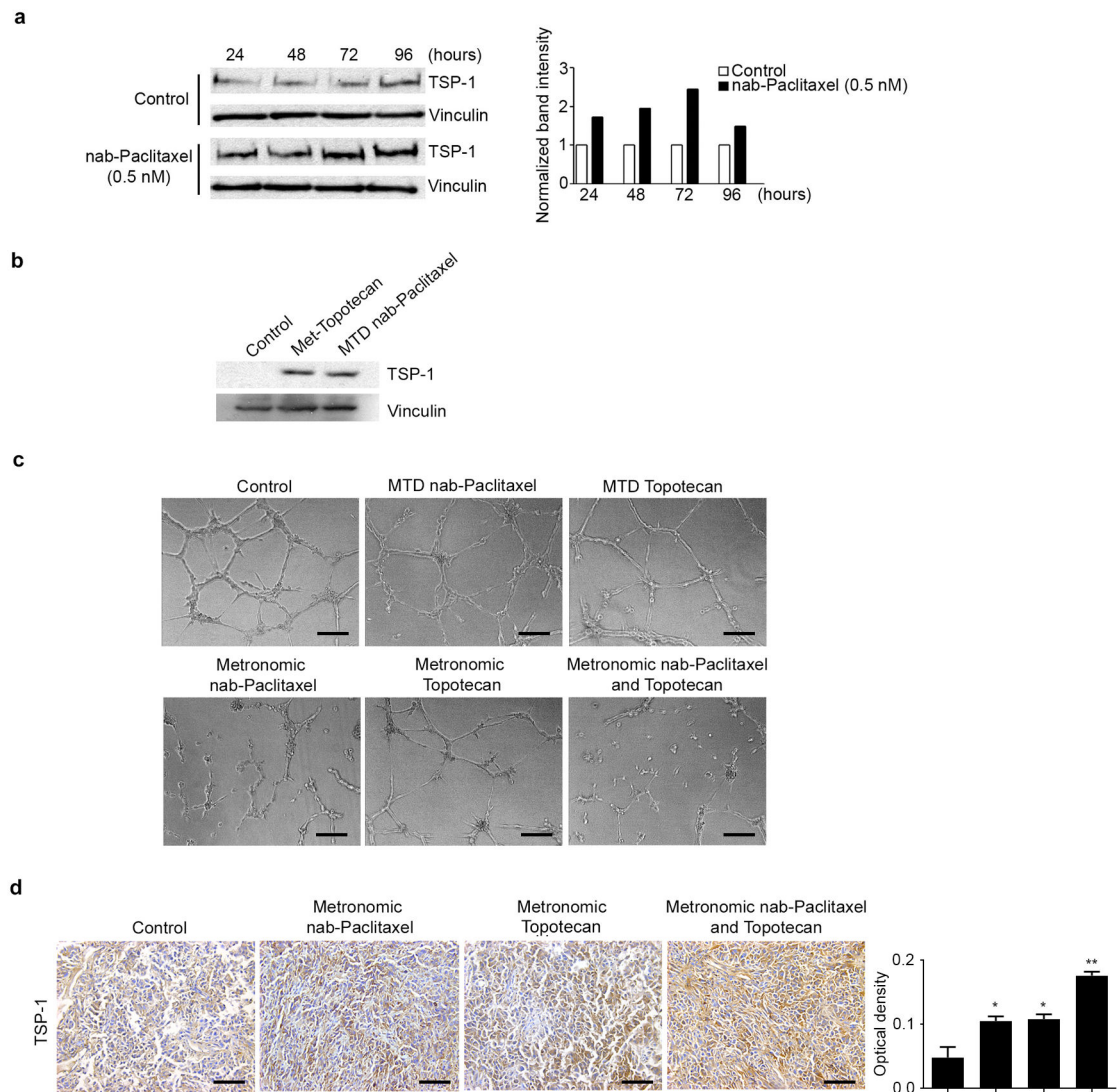 a
24 48 72 96 (hours)
Control
TSP-1
Vinculin
nab-Paclitaxel
(0.5 nM)
TSP-1
Vinculin
Normalized band intensity
3
2
1
0
Control
nab-Paclitaxel (0.5 nM)
24 48 72 96 (hours)
b
Control
Met-Topotecan
MTD nab-Paclitaxel
TSP-1
Vinculin
c
Control
MTD nab-Paclitaxel
MTD Topotecan
Metronomic
nab-Paclitaxel
Metronomic
Topotecan
Metronomic nab-Paclitaxel
and Topotecan
d
Control
Metronomic
nab-Paclitaxel
Metronomic
Topotecan
Metronomic nab-Paclitaxel
and Topotecan
TSP-1
Optical density
0.2
0.1
0.0
*
*
**